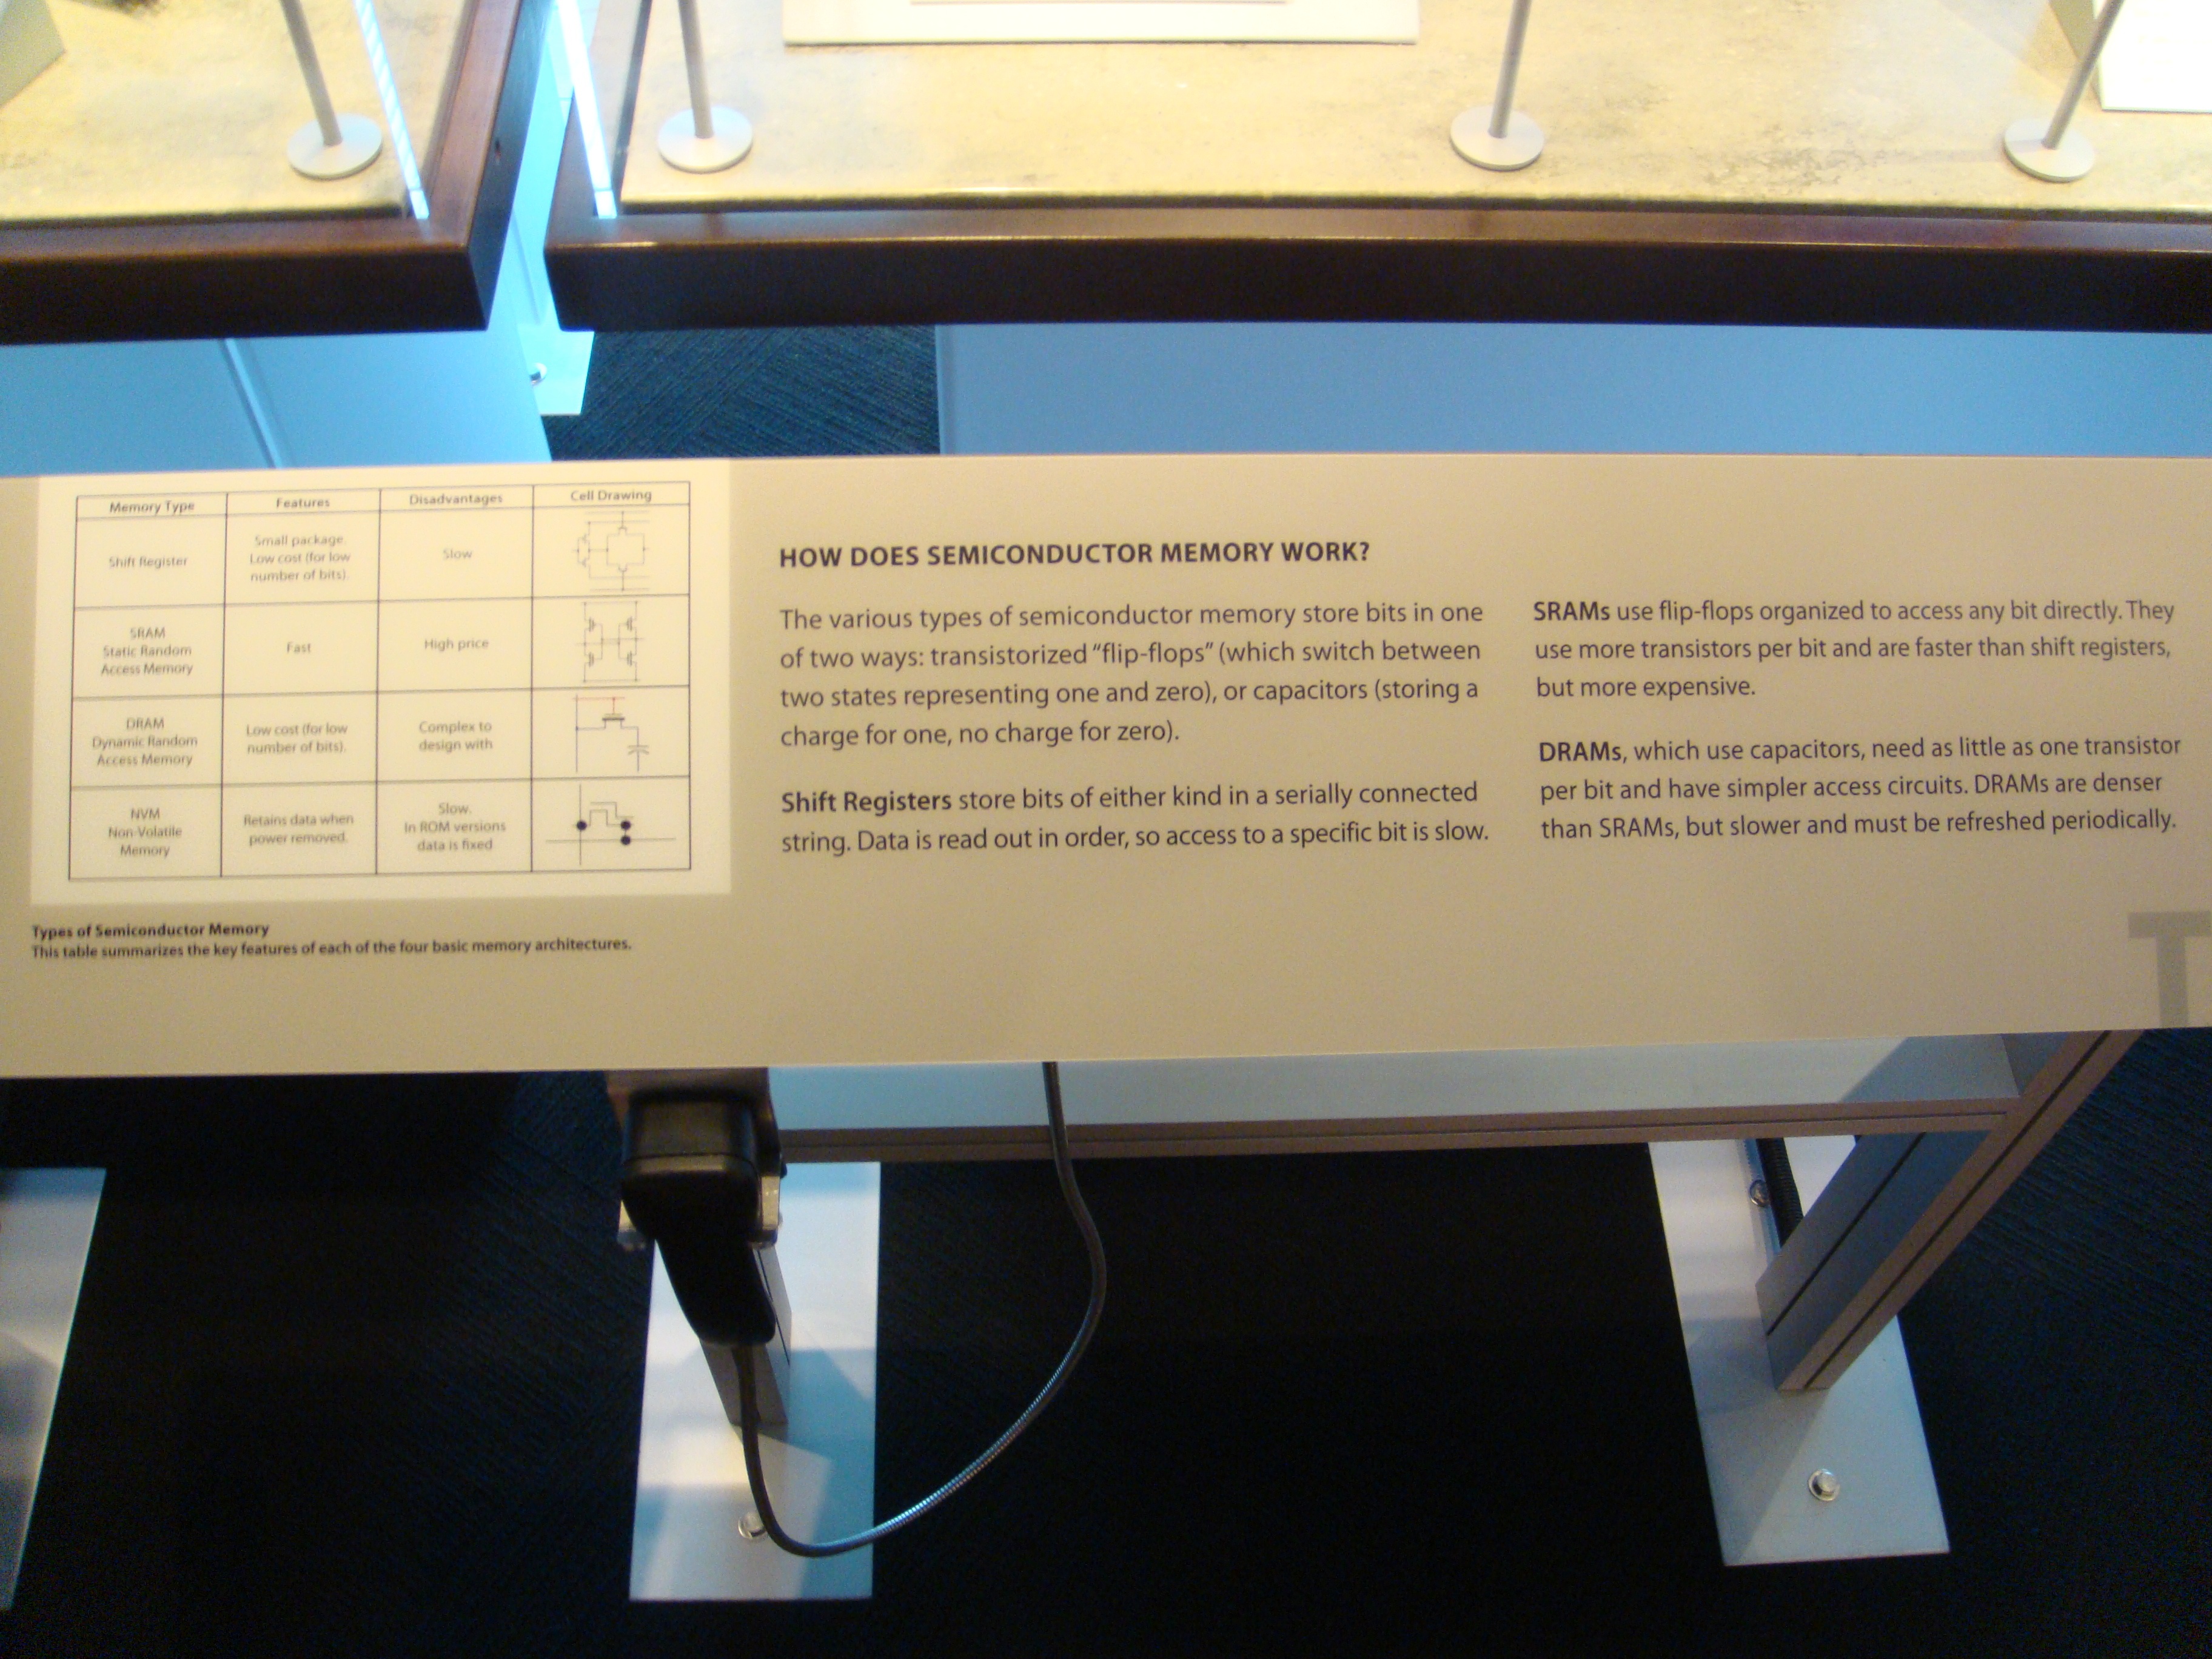 Memory Type
Features
Disadvantages
Cell Drawing
Shift Register
Small package.
Low cost (for low
number of bits)
Slow
SRAM
Static Random
Access Memory
Fast
High price
DRAM
Dynamic Random
Access Memory
Low cost (for low
number of bits).
Complex to
design with
NVM
Non-Volatile
Memory
Retains data when
power removed.
Slow.
In ROM versions
data is fixed
Types of Semiconductor Memory
This table summarizes the key features of each of the four basic memory architectures.
HOW DOES SEMICONDUCTOR MEMORY WORK?
The various types of semiconductor memory store bits in one
of two ways: transistorized “flip-flops” (which switch between
two states representing one and zero), or capacitors (storing a
charge for one, no charge for zero).
Shift Registers store bits of either kind in a serially connected
string. Data is read out in order, so access to a specific bit is slow.
SRAMs use flip-flops organized to access any bit directly. They
use more transistors per bit and are faster than shift registers,
but more expensive.
DRAMs, which use capacitors, need as little as one transistor
per bit and have simpler access circuits. DRAMs are denser
than SRAMs, but slower and must be refreshed periodically.
T